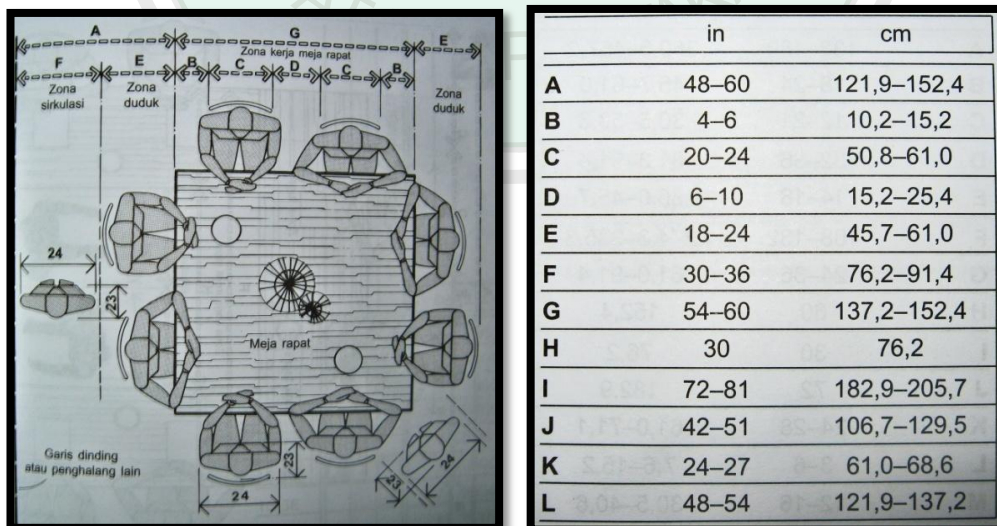 A G E
Zona kerja meja rapat
F E B C D C B
Zona
sirkulasi
Zona
duduk
Zona
duduk
24
23
Meja rapat
Garis dinding
atau penghalang lain
23
24
23
24
in cm
A 48–60 121,9–152,4
B 4–6 10,2–15,2
C 20–24 50,8–61,0
D 6–10 15,2–25,4
E 18–24 45,7–61,0
F 30–36 76,2–91,4
G 54–60 137,2–152,4
H 30 76,2
I 72–81 182,9–205,7
J 42–51 106,7–129,5
K 24–27 61,0–68,6
L 48–54 121,9–137,2